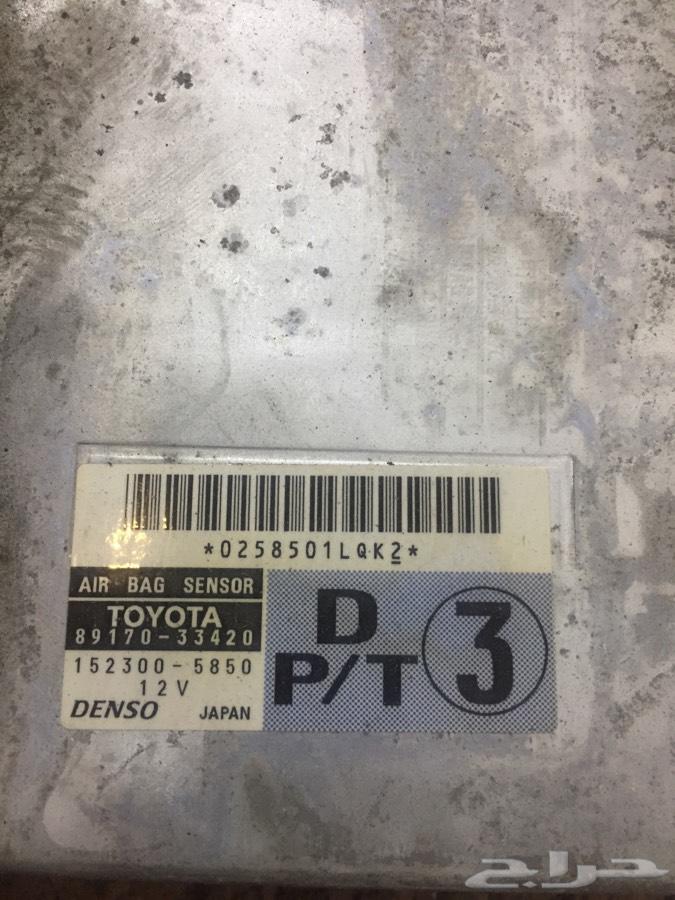 *0258501LQK2*
AIR BAG SENSOR
TOYOTA
89170-33420
152300-5850
12V
DENSO JAPAN
D
P/T 3
حراج